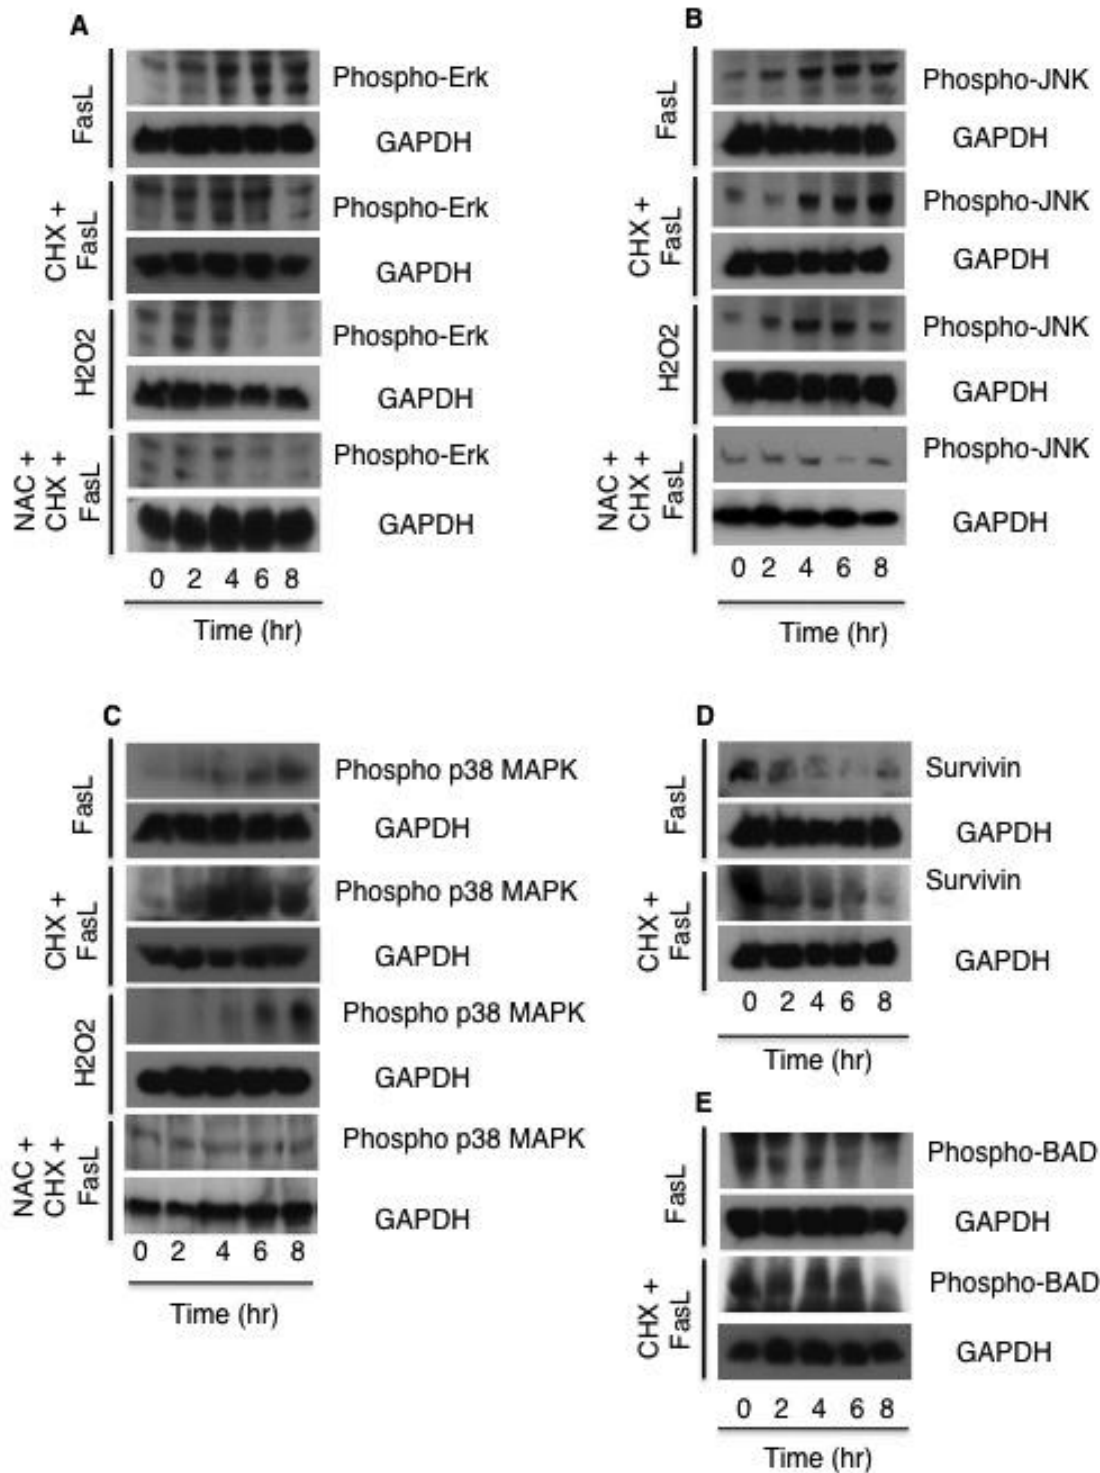 A
FasL
Phospho-Erk
GAPDH
CHX +
FasL
Phospho-Erk
GAPDH
H2O2
Phospho-Erk
GAPDH
NAC +
CHX +
FasL
Phospho-Erk
GAPDH
0 2 4 6 8
Time (hr)
B
FasL
Phospho-JNK
GAPDH
CHX +
FasL
Phospho-JNK
GAPDH
H2O2
Phospho-JNK
GAPDH
NAC +
CHX +
FasL
Phospho-JNK
GAPDH
0 2 4 6 8
Time (hr)
C
FasL
Phospho p38 MAPK
GAPDH
CHX +
FasL
Phospho p38 MAPK
GAPDH
H2O2
Phospho p38 MAPK
GAPDH
NAC +
CHX +
FasL
Phospho p38 MAPK
GAPDH
0 2 4 6 8
Time (hr)
D
FasL
Survivin
GAPDH
CHX +
FasL
Survivin
GAPDH
0 2 4 6 8
Time (hr)
E
FasL
Phospho-BAD
GAPDH
CHX +
FasL
Phospho-BAD
GAPDH
0 2 4 6 8
Time (hr)